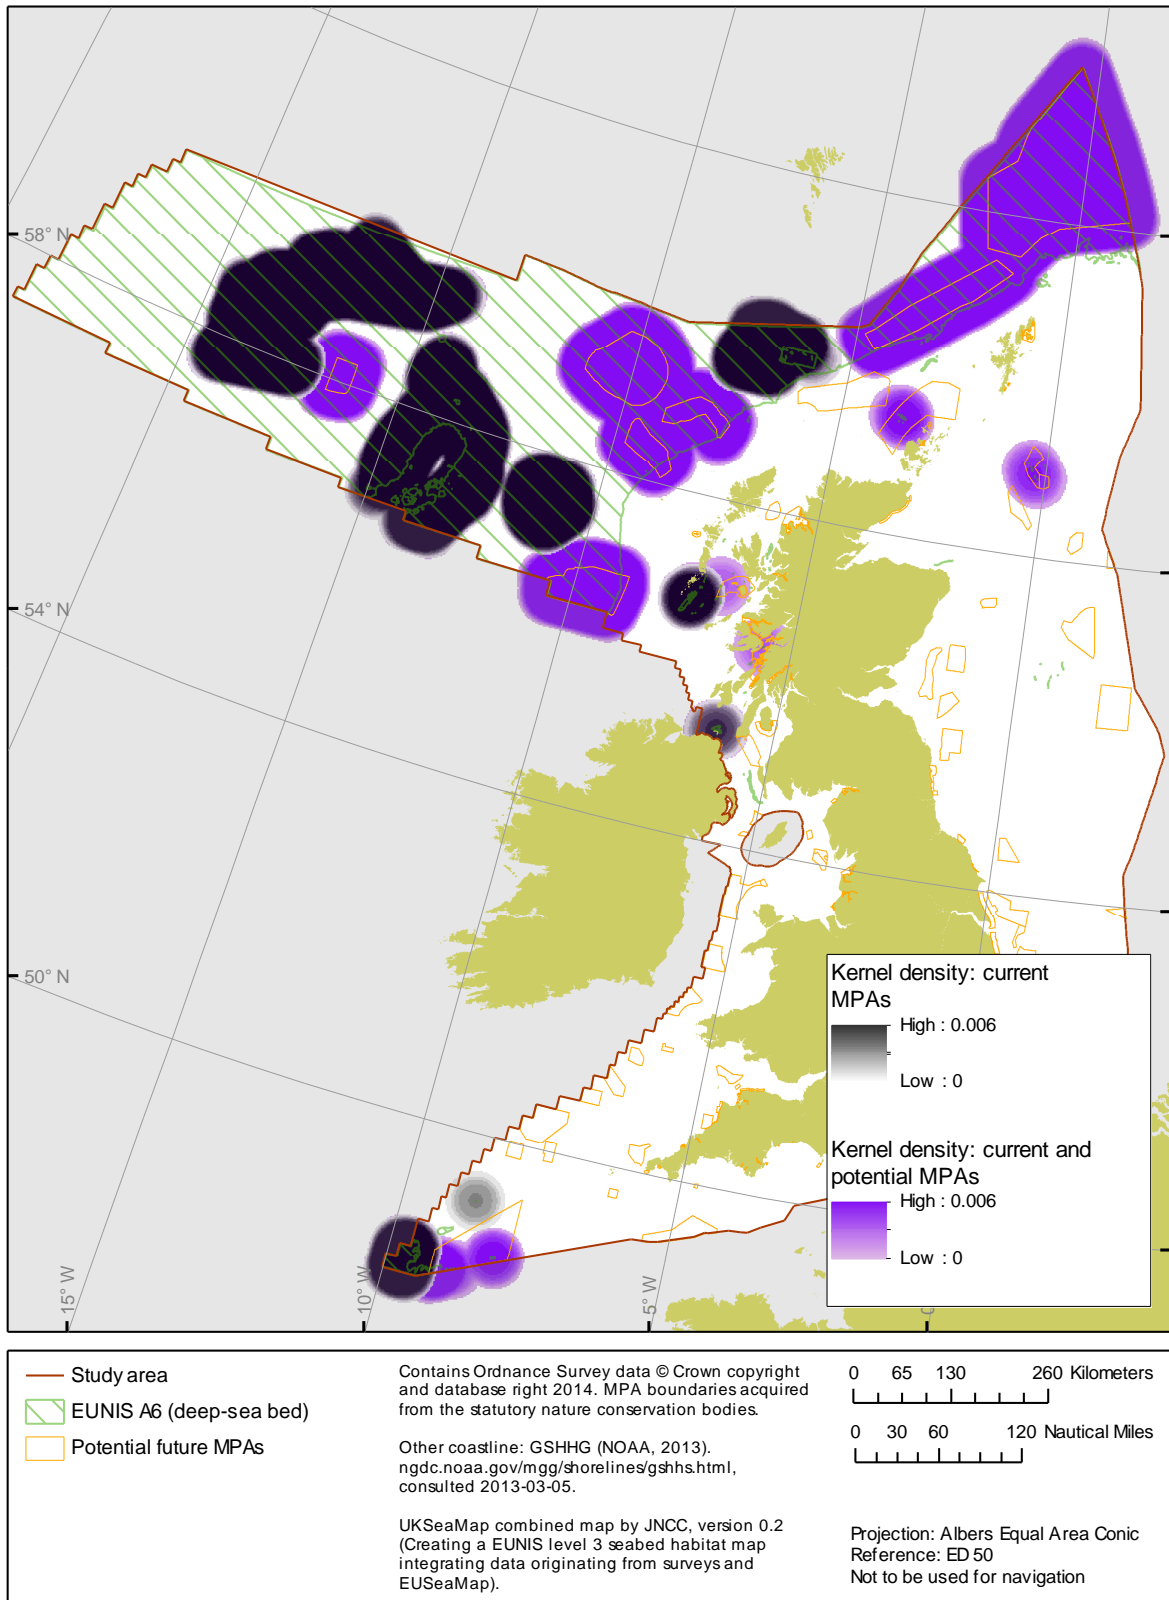 58° N
54° N
50° N
15° W
10° W
5° W
0
Kernel density: current
MPAs
High : 0.006
Low : 0
Kernel density: current and
potential MPAs
High : 0.006
Low : 0
Study area
EUNIS A6 (deep-sea bed)
Potential future MPAs
Contains Ordnance Survey data © Crown copyright
and database right 2014. MPA boundaries acquired
from the statutory nature conservation bodies.
Other coastline: GSHHG (NOAA, 2013).
ngdc.noaa.gov/mgg/shorelines/gshhs.html,
consulted 2013-03-05.
UKSeaMap combined map by JNCC, version 0.2
(Creating a EUNIS level 3 seabed habitat map
integrating data originating from surveys and
EUSeaMap).
0 65 130 260 Kilometers
0 30 60 120 Nautical Miles
Projection: Albers Equal Area Conic
Reference: ED 50
Not to be used for navigation